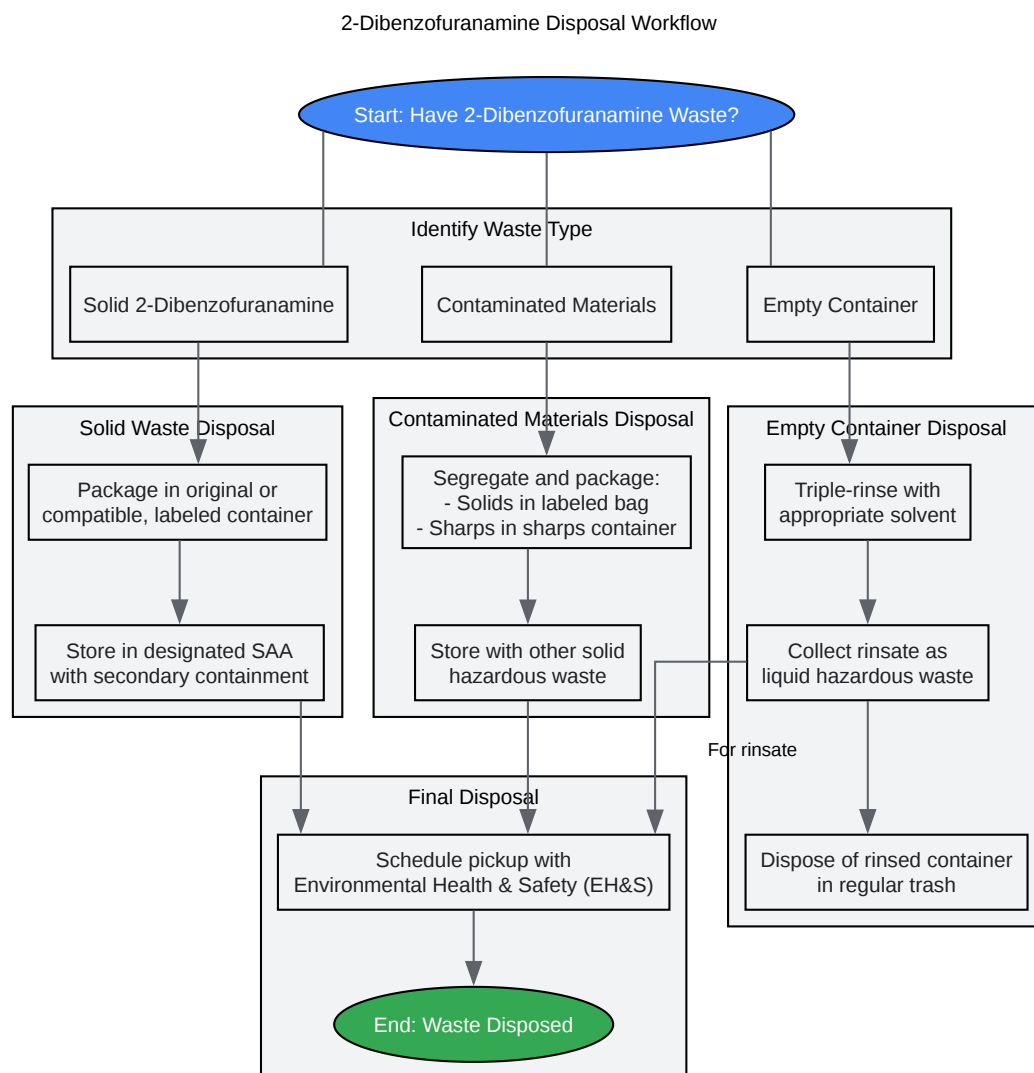 2-Dibenzofuranamine Disposal Workflow
Start: Have 2-Dibenzofuranamine Waste?
Identify Waste Type
Solid 2-Dibenzofuranamine
Contaminated Materials
Empty Container
Solid Waste Disposal
Package in original or
compatible, labeled container
Store in designated SAA
with secondary containment
Contaminated Materials Disposal
Segregate and package:
- Solids in labeled bag
- Sharps in sharps container
Store with other solid
hazardous waste
Empty Container Disposal
Triple-rinse with
appropriate solvent
Collect rinsate as
liquid hazardous waste
For rinsate
Dispose of rinsed container
in regular trash
Final Disposal
Schedule pickup with
Environmental Health & Safety (EH&S)
End: Waste Disposed